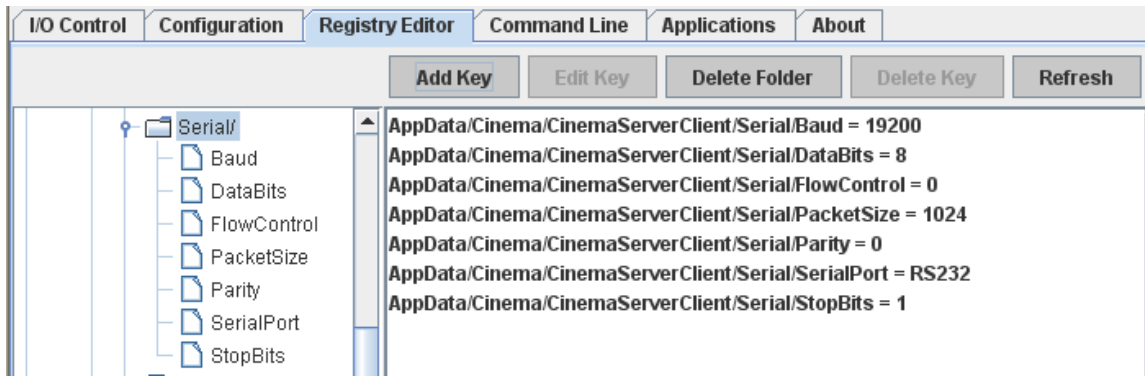 I/O Control Configuration Registry Editor Command Line Applications About
Add Key Edit Key Delete Folder Delete Key Refresh
Serial/
Baud
DataBits
FlowControl
PacketSize
Parity
SerialPort
StopBits
AppData/Cinema/CinemaServerClient/Serial/Baud = 19200
AppData/Cinema/CinemaServerClient/Serial/DataBits = 8
AppData/Cinema/CinemaServerClient/Serial/FlowControl = 0
AppData/Cinema/CinemaServerClient/Serial/PacketSize = 1024
AppData/Cinema/CinemaServerClient/Serial/Parity = 0
AppData/Cinema/CinemaServerClient/Serial/SerialPort = RS232
AppData/Cinema/CinemaServerClient/Serial/StopBits = 1